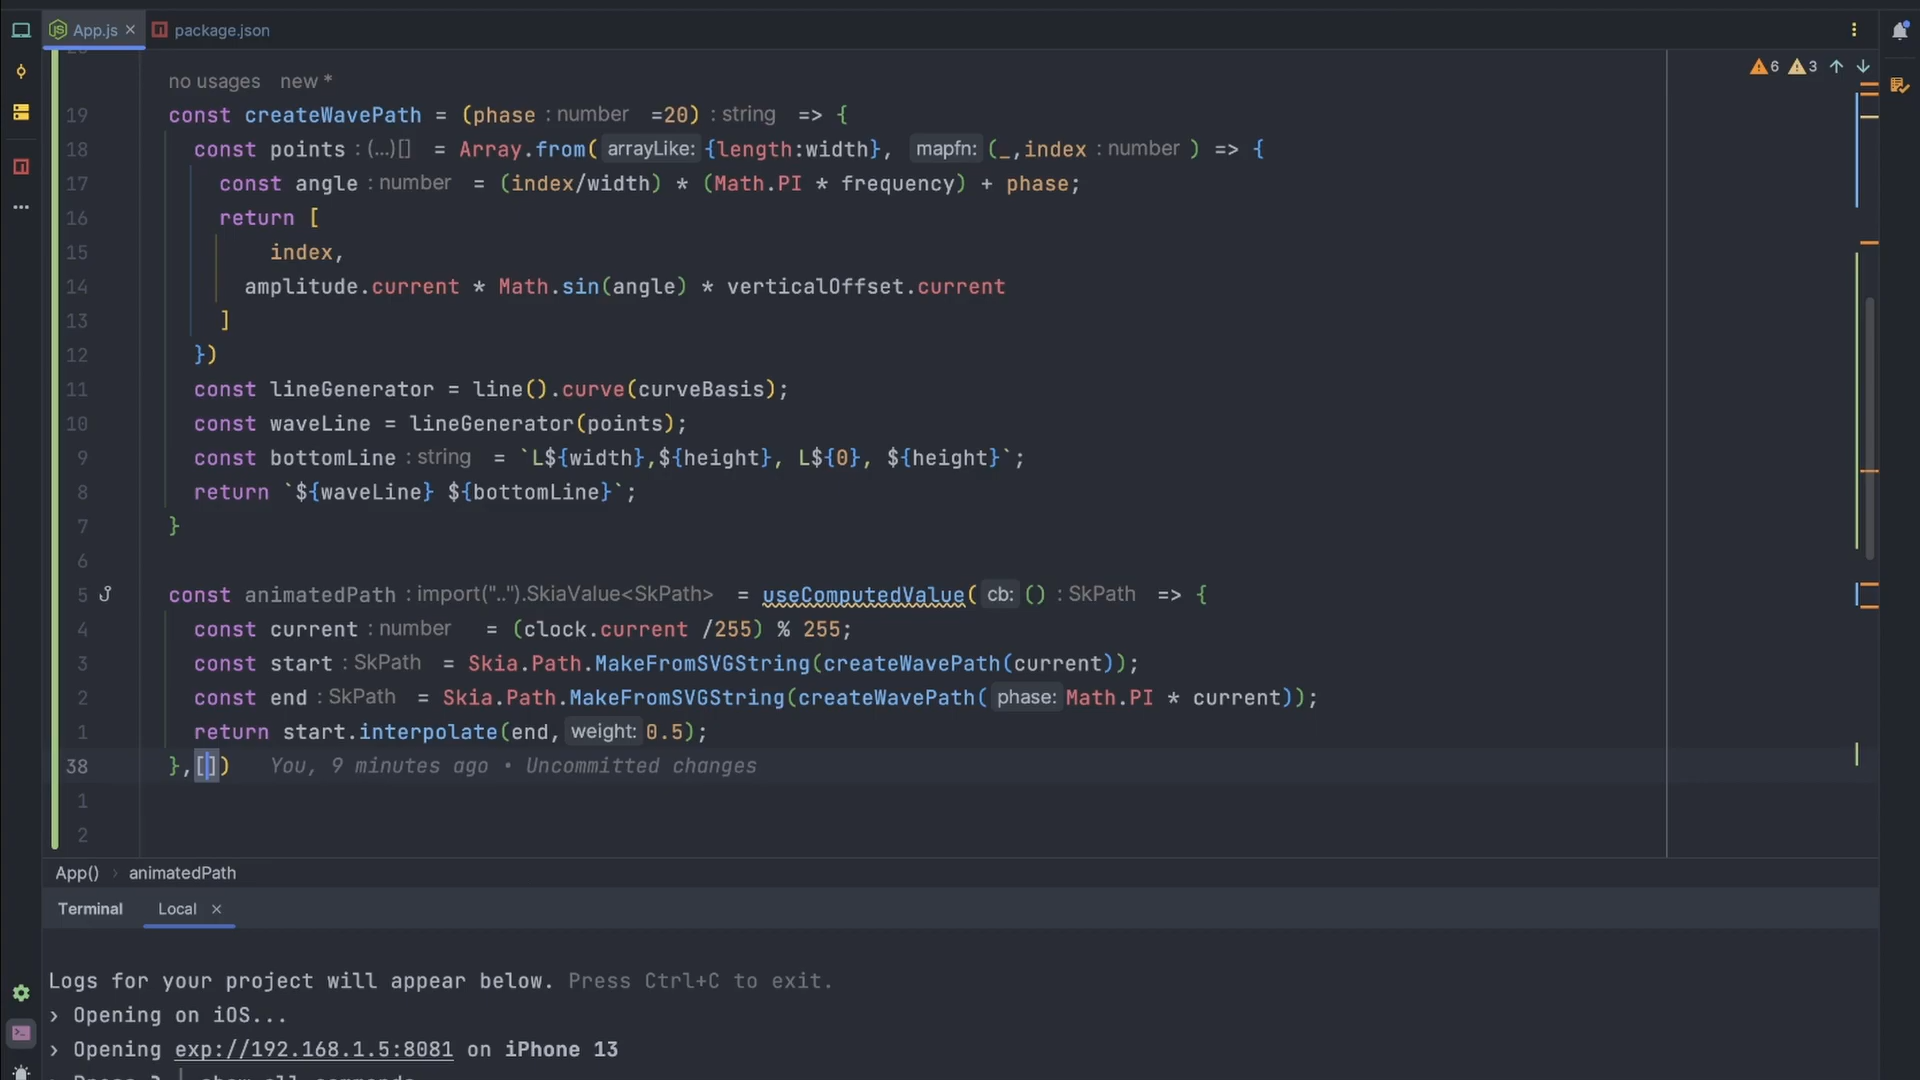 App.js
package.json
6 3
no usages new *
19 const createWavePath = (phase : number =20) : string => {
18 const points : (...)[] = Array.from( arrayLike: {length:width}, mapfn: (_,index : number ) => {
17 const angle : number = (index/width) * (Math.PI * frequency) + phase;
16 return [
15 index,
14 amplitude.current * Math.sin(angle) * verticalOffset.current
13 ]
12 })
11 const lineGenerator = line().curve(curveBasis);
10 const waveLine = lineGenerator(points);
9 const bottomLine : string = `L${width},${height}, L${0}, ${height}`;
8 return `${waveLine} ${bottomLine}`;
7 }
6
5 const animatedPath : import("..").SkiaValue<SkPath> = useComputedValue( cb: () : SkPath => {
4 const current : number = (clock.current /255) % 255;
3 const start : SkPath = Skia.Path.MakeFromSVGString(createWavePath(current));
2 const end : SkPath = Skia.Path.MakeFromSVGString(createWavePath( phase: Math.PI * current));
1 return start.interpolate(end, weight: 0.5);
38 },[]) You, 9 minutes ago • Uncommitted changes
1
2
App() › animatedPath
Terminal Local ×
Logs for your project will appear below. Press Ctrl+C to exit.
› Opening on iOS...
› Opening exp://192.168.1.5:8081 on iPhone 13